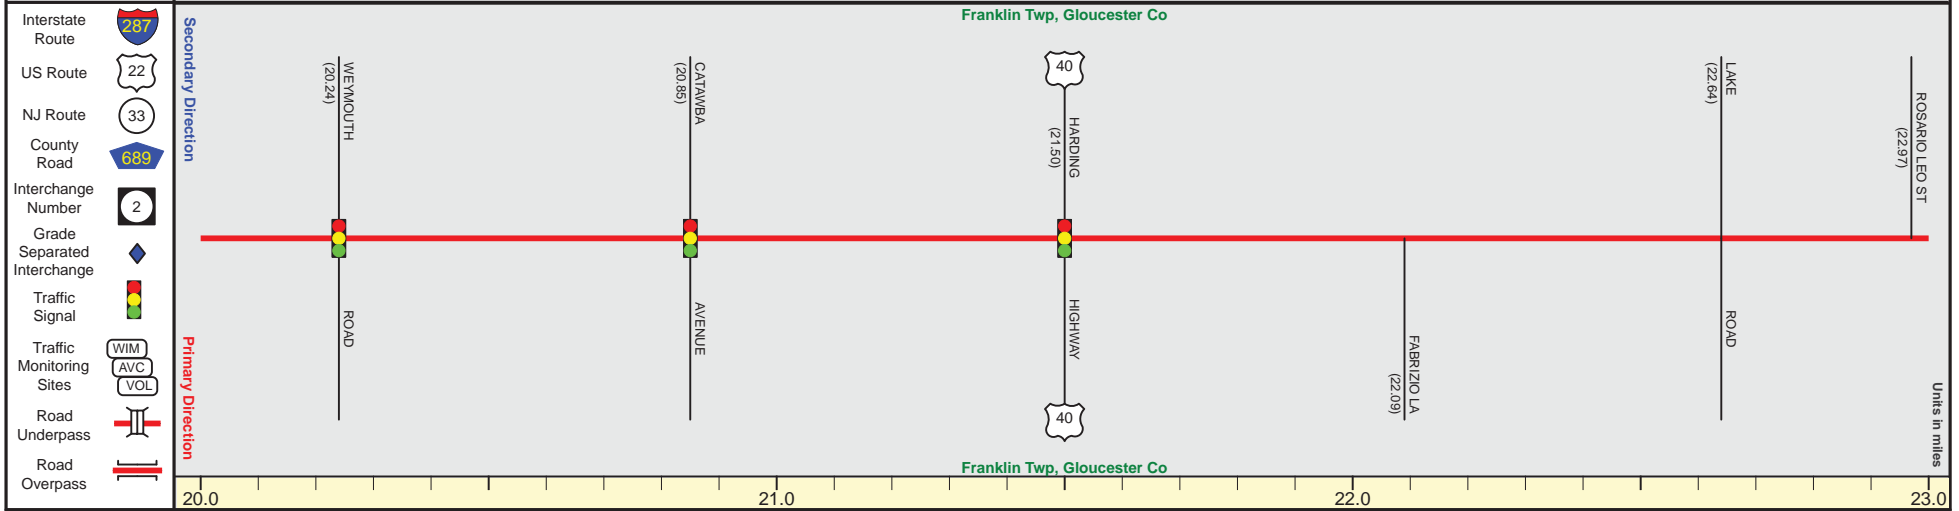 Interstate
Route
287
US Route
22
NJ Route
33
County
Road
689
Interchange
Number
2
Grade
Separated
Interchange
Traffic
Signal
Traffic
Monitoring
Sites
WIM
AVC
VOL
Road
Underpass
Road
Overpass
Secondary Direction
Primary Direction
Franklin Twp, Gloucester Co
WEYMOUTH
(20.24)
ROAD
CATAWBA
(20.85)
AVENUE
40
HARDING
(21.50)
HIGHWAY
40
FABRIZIO LA
(22.09)
LAKE
(22.64)
ROAD
ROSARIO LEO ST
(22.97)
Units in miles
Franklin Twp, Gloucester Co
20.0
21.0
22.0
23.0